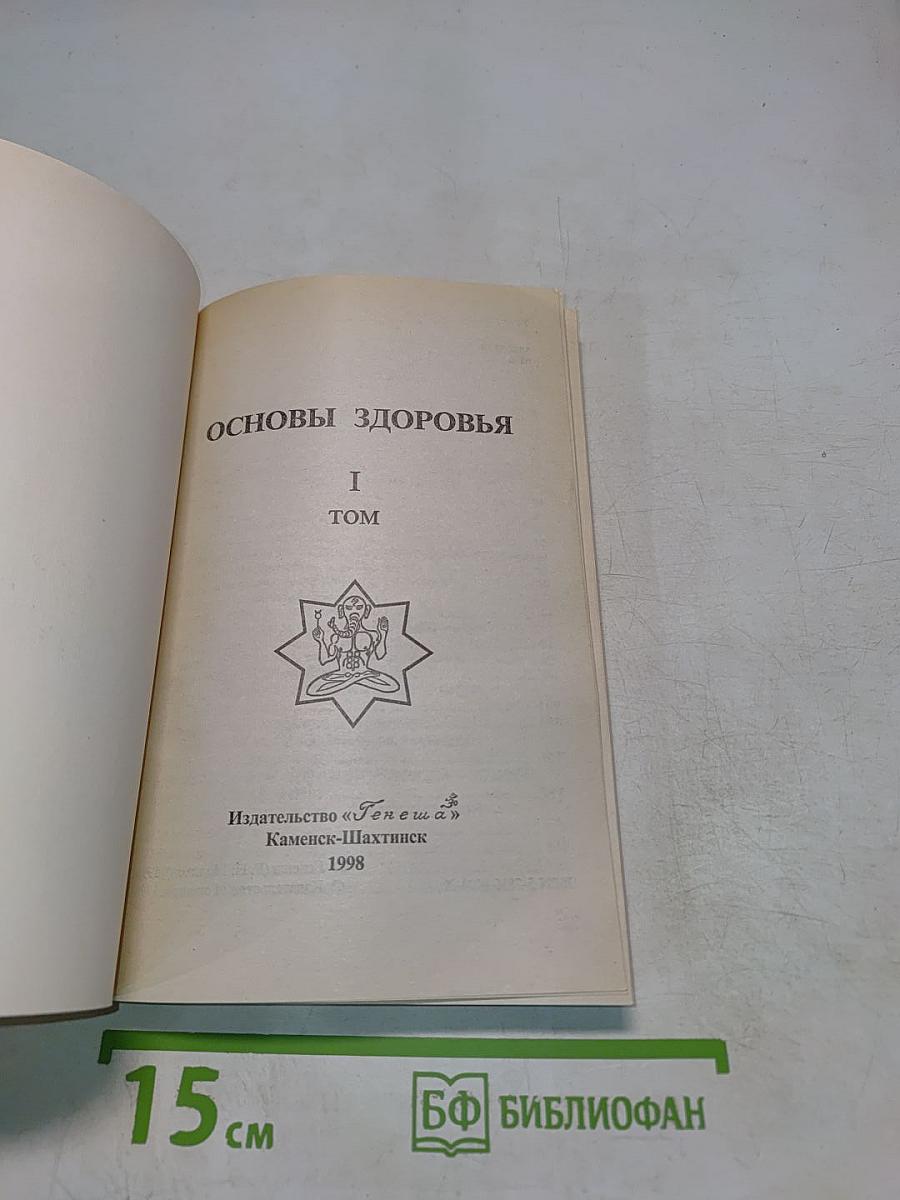 ОСНОВЫ ЗДОРОВЬЯ
I
ТОМ
Издательство «Генеша ॐ»
Каменск-Шахтинск
1998
15 см
БФ БИБЛИОФАН